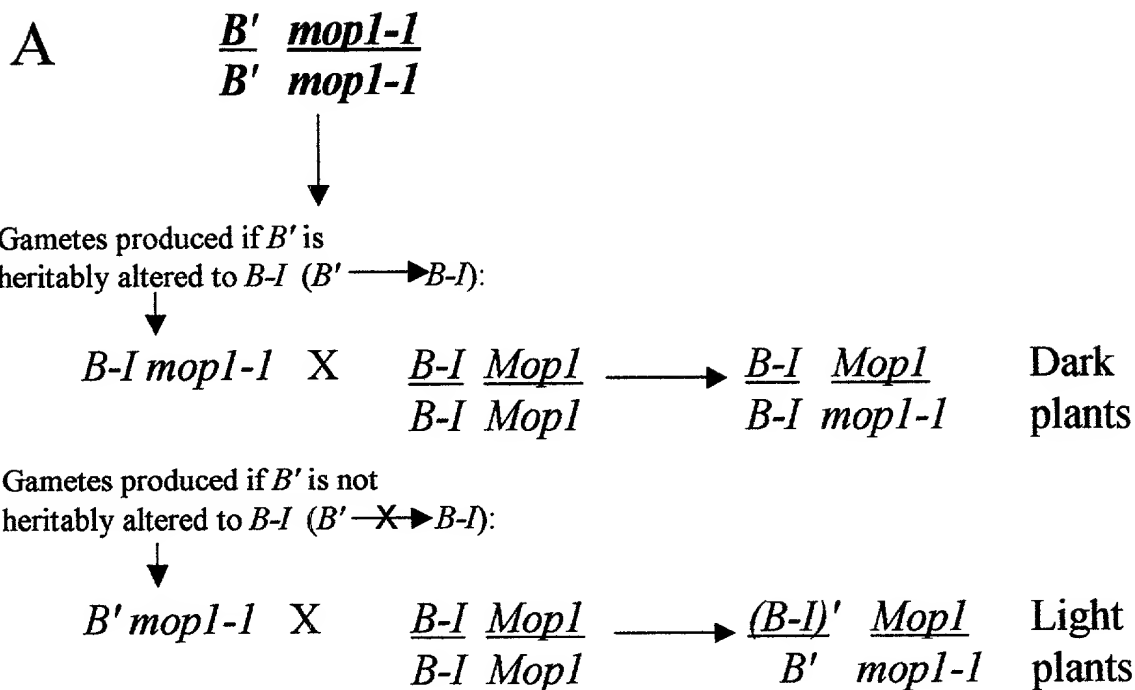 A
B' mop1-1
B' mop1-1
Gametes produced if B' is
heritably altered to B-I (B' → B-I):
B-I mop1-1 X B-I Mop1 → B-I Mop1 Dark
B-I Mop1 B-I mop1-1 plants
Gametes produced if B' is not
heritably altered to B-I (B' -X→ B-I):
B' mop1-1 X B-I Mop1 → (B-I)' Mop1 Light
B-I Mop1 B' mop1-1 plants